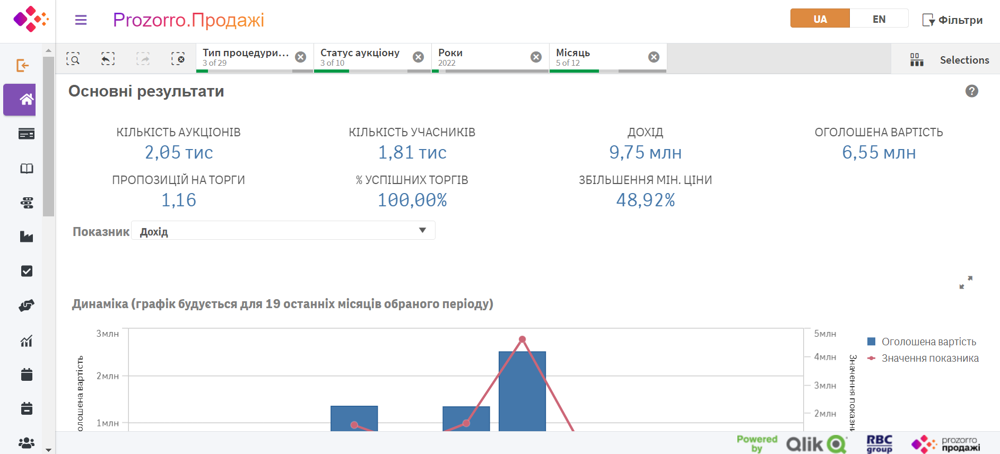 Prozorro.Продажі
UA
EN
Фільтри
Тип процедури...
3 of 29
Статус аукціону
3 of 10
Роки
2022
Місяць
5 of 12
Selections
Основні результати
КІЛЬКІСТЬ АУКЦІОНІВ
2,05 тис
КІЛЬКІСТЬ УЧАСНИКІВ
1,81 тис
ДОХІД
9,75 млн
ОГОЛОШЕНА ВАРТІСТЬ
6,55 млн
ПРОПОЗИЦІЙ НА ТОРГИ
1,16
% УСПІШНИХ ТОРГІВ
100,00%
ЗБІЛЬШЕННЯ МІН. ЦІНИ
48,92%
Показник
Дохід
Динаміка (графік будується для 19 останніх місяців обраного періоду)
3млн
2млн
1млн
олошена вартість
5млн
4млн
3млн
2млн
Значення показни
Оголошена вартість
Значення показника
Powered by
Qlik
RBC group
prozorro
продажі